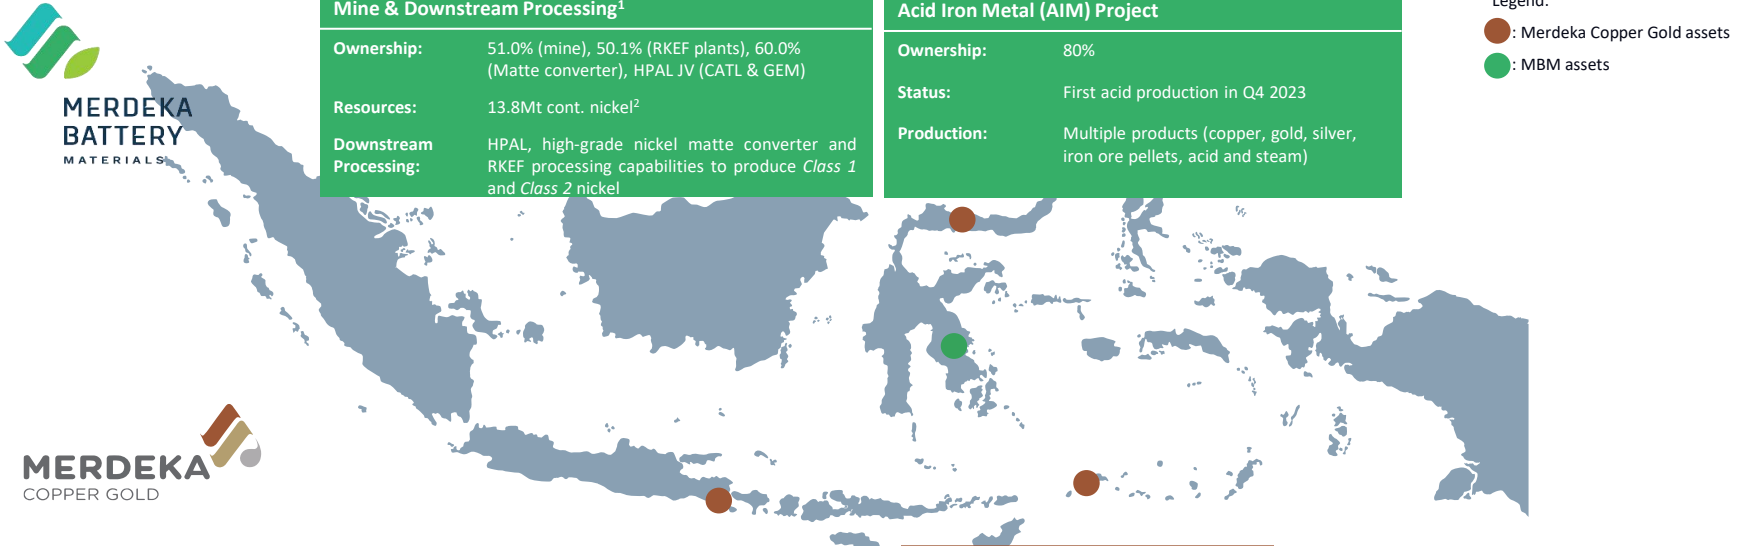 Mine & Downstream Processing¹
Ownership: 51.0% (mine), 50.1% (RKEF plants), 60.0%
(Matte converter), HPAL JV (CATL & GEM)
Resources: 13.8Mt cont. nickel²
Downstream HPAL, high-grade nickel matte converter and
Processing: RKEF processing capabilities to produce Class 1
and Class 2 nickel
Acid Iron Metal (AIM) Project
Ownership: 80%
Status: First acid production in Q4 2023
Production: Multiple products (copper, gold, silver,
iron ore pellets, acid and steam)
Legend:
: Merdeka Copper Gold assets
: MBM assets
MERDEKA
BATTERY
MATERIALS
MERDEKA
COPPER GOLD